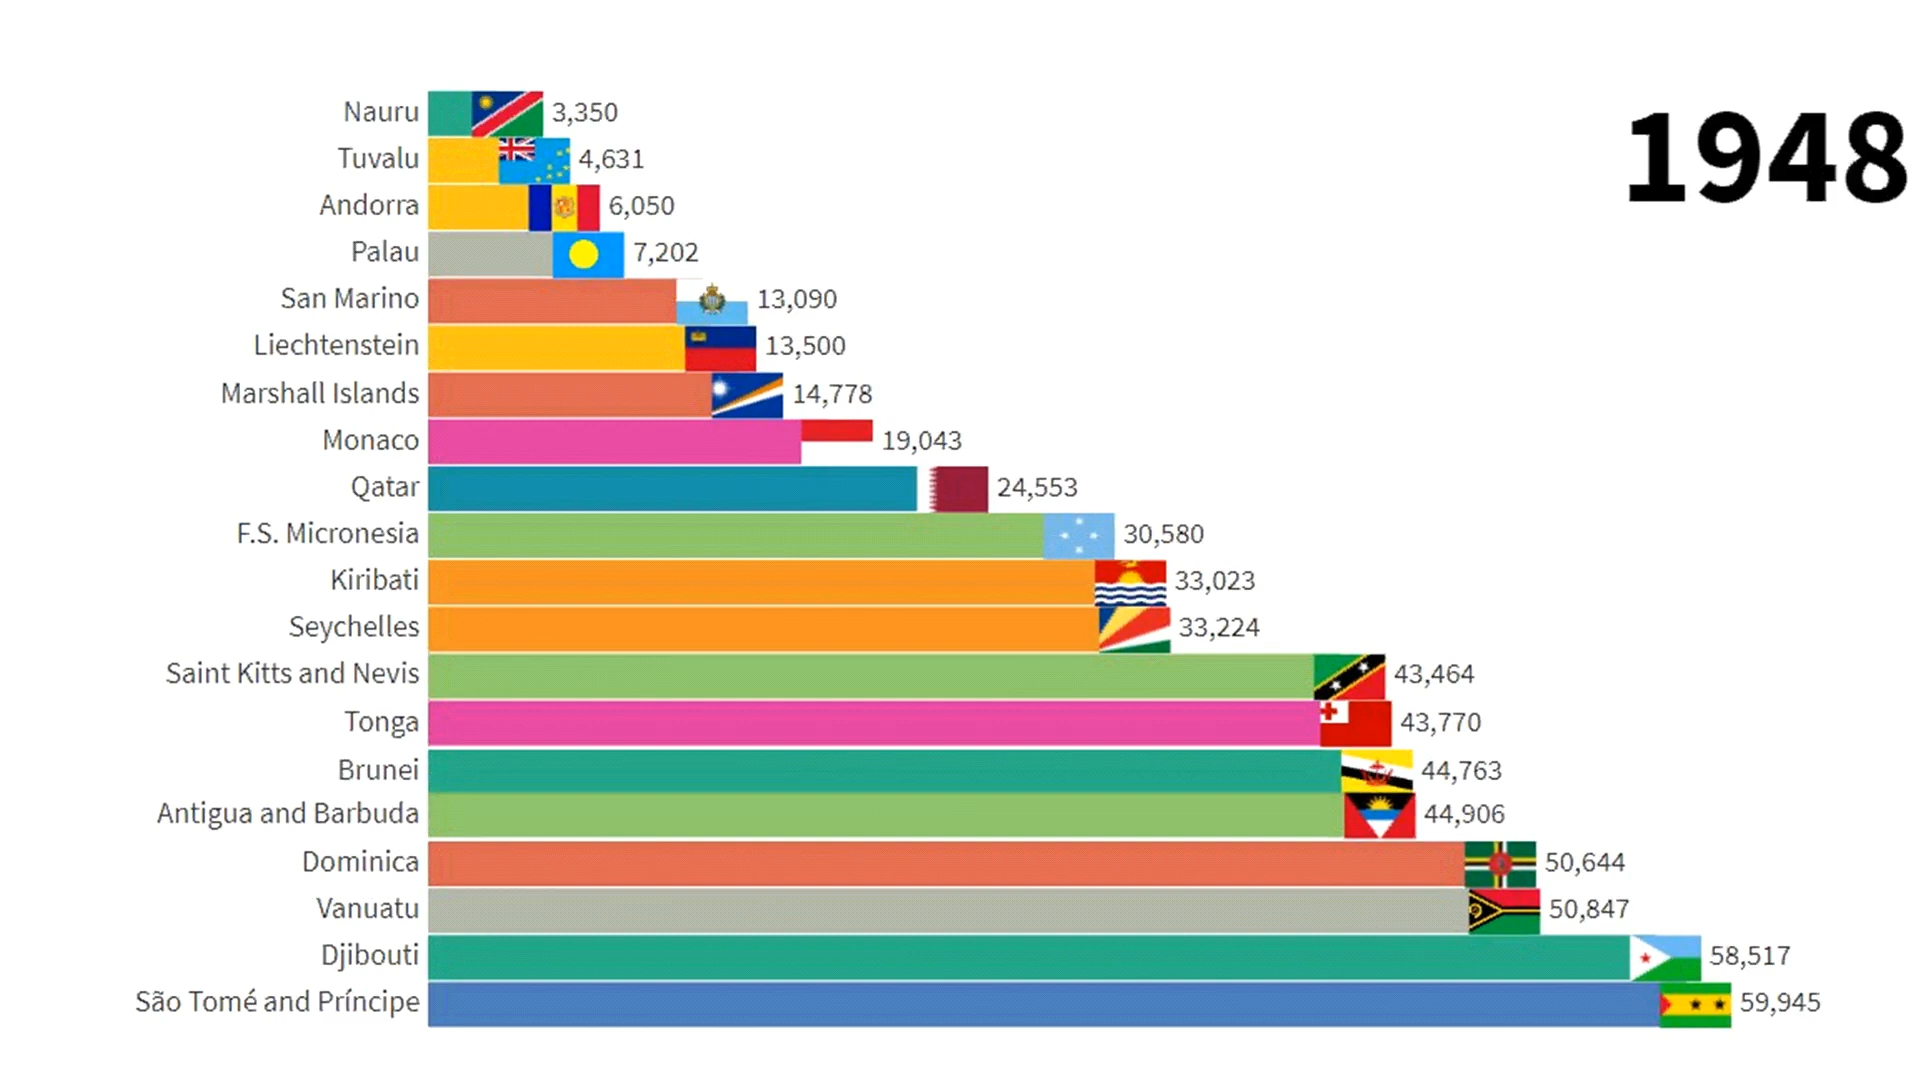 1948
Nauru 3,350
Tuvalu 4,631
Andorra 6,050
Palau 7,202
San Marino 13,090
Liechtenstein 13,500
Marshall Islands 14,778
Monaco 19,043
Qatar 24,553
F.S. Micronesia 30,580
Kiribati 33,023
Seychelles 33,224
Saint Kitts and Nevis 43,464
Tonga 43,770
Brunei 44,763
Antigua and Barbuda 44,906
Dominica 50,644
Vanuatu 50,847
Djibouti 58,517
São Tomé and Príncipe 59,945